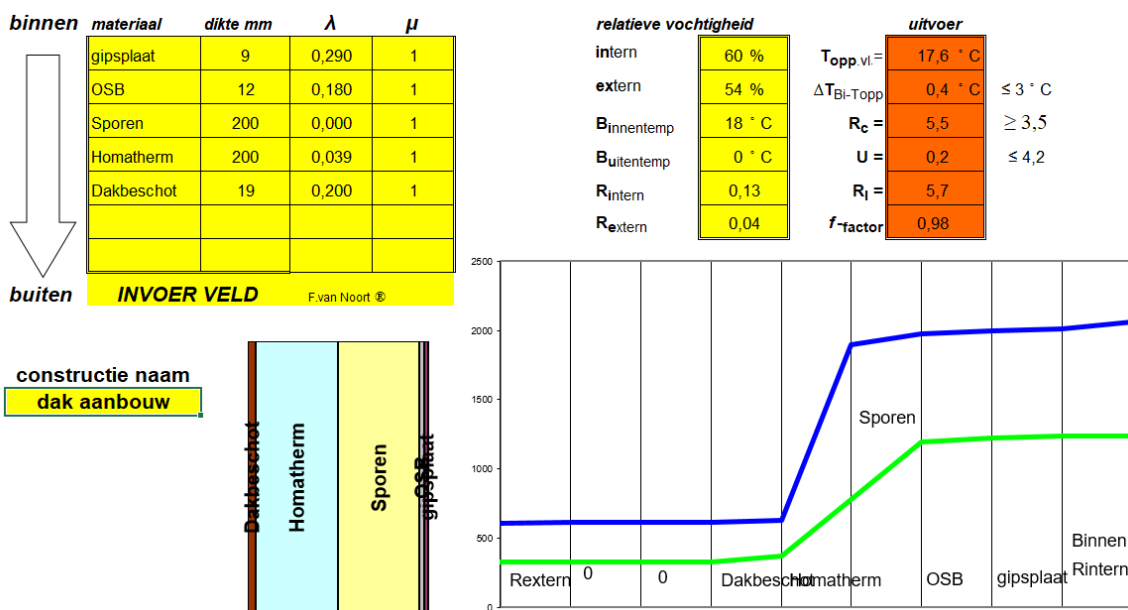 binnen materiaal dikte mm λ μ
gipsplaat 9 0,290 1
OSB 12 0,180 1
Sporen 200 0,000 1
Homatherm 200 0,039 1
Dakbeschot 19 0,200 1
buiten INVOER VELD F.van Noort ®
relatieve vochtigheid uitvoer
intern 60 % Topp.vl.= 17,6 ° C
extern 54 % ΔTBi-Topp 0,4 ° C ≤ 3 ° C
Binnentemp 18 ° C Rc = 5,5 ≥ 3,5
Buitentemp 0 ° C U = 0,2 ≤ 4,2
Rintern 0,13 Rl = 5,7
Rextern 0,04 f-factor 0,98
constructie naam
dak aanbouw
Dakbeschot
Homatherm
Sporen
OSB
gipsplaat
2500
2000
1500
1000
500
0
Sporen
Binnen
Rextern 0 0 Dakbeschot Homatherm OSB gipsplaat Rintern